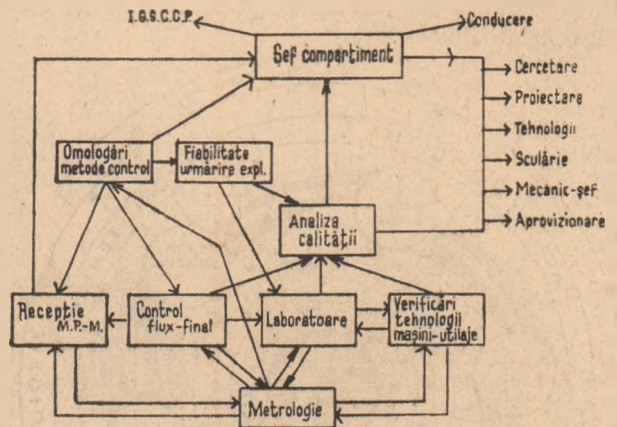 I.G.S.C.C.P.
Conducere
Şef compartiment
Cercetare
Proiectare
Tehnologii
Sculărie
Mecanic-şef
Aprovizionare
Omologări
metode control
Fiabilitate
urmărire expl.
Analiza
calităţii
Recepţie
M.P.-M.
Control
flux-final
Laboratoare
Verificări
tehnologii
maşini-utilaje
Metrologie